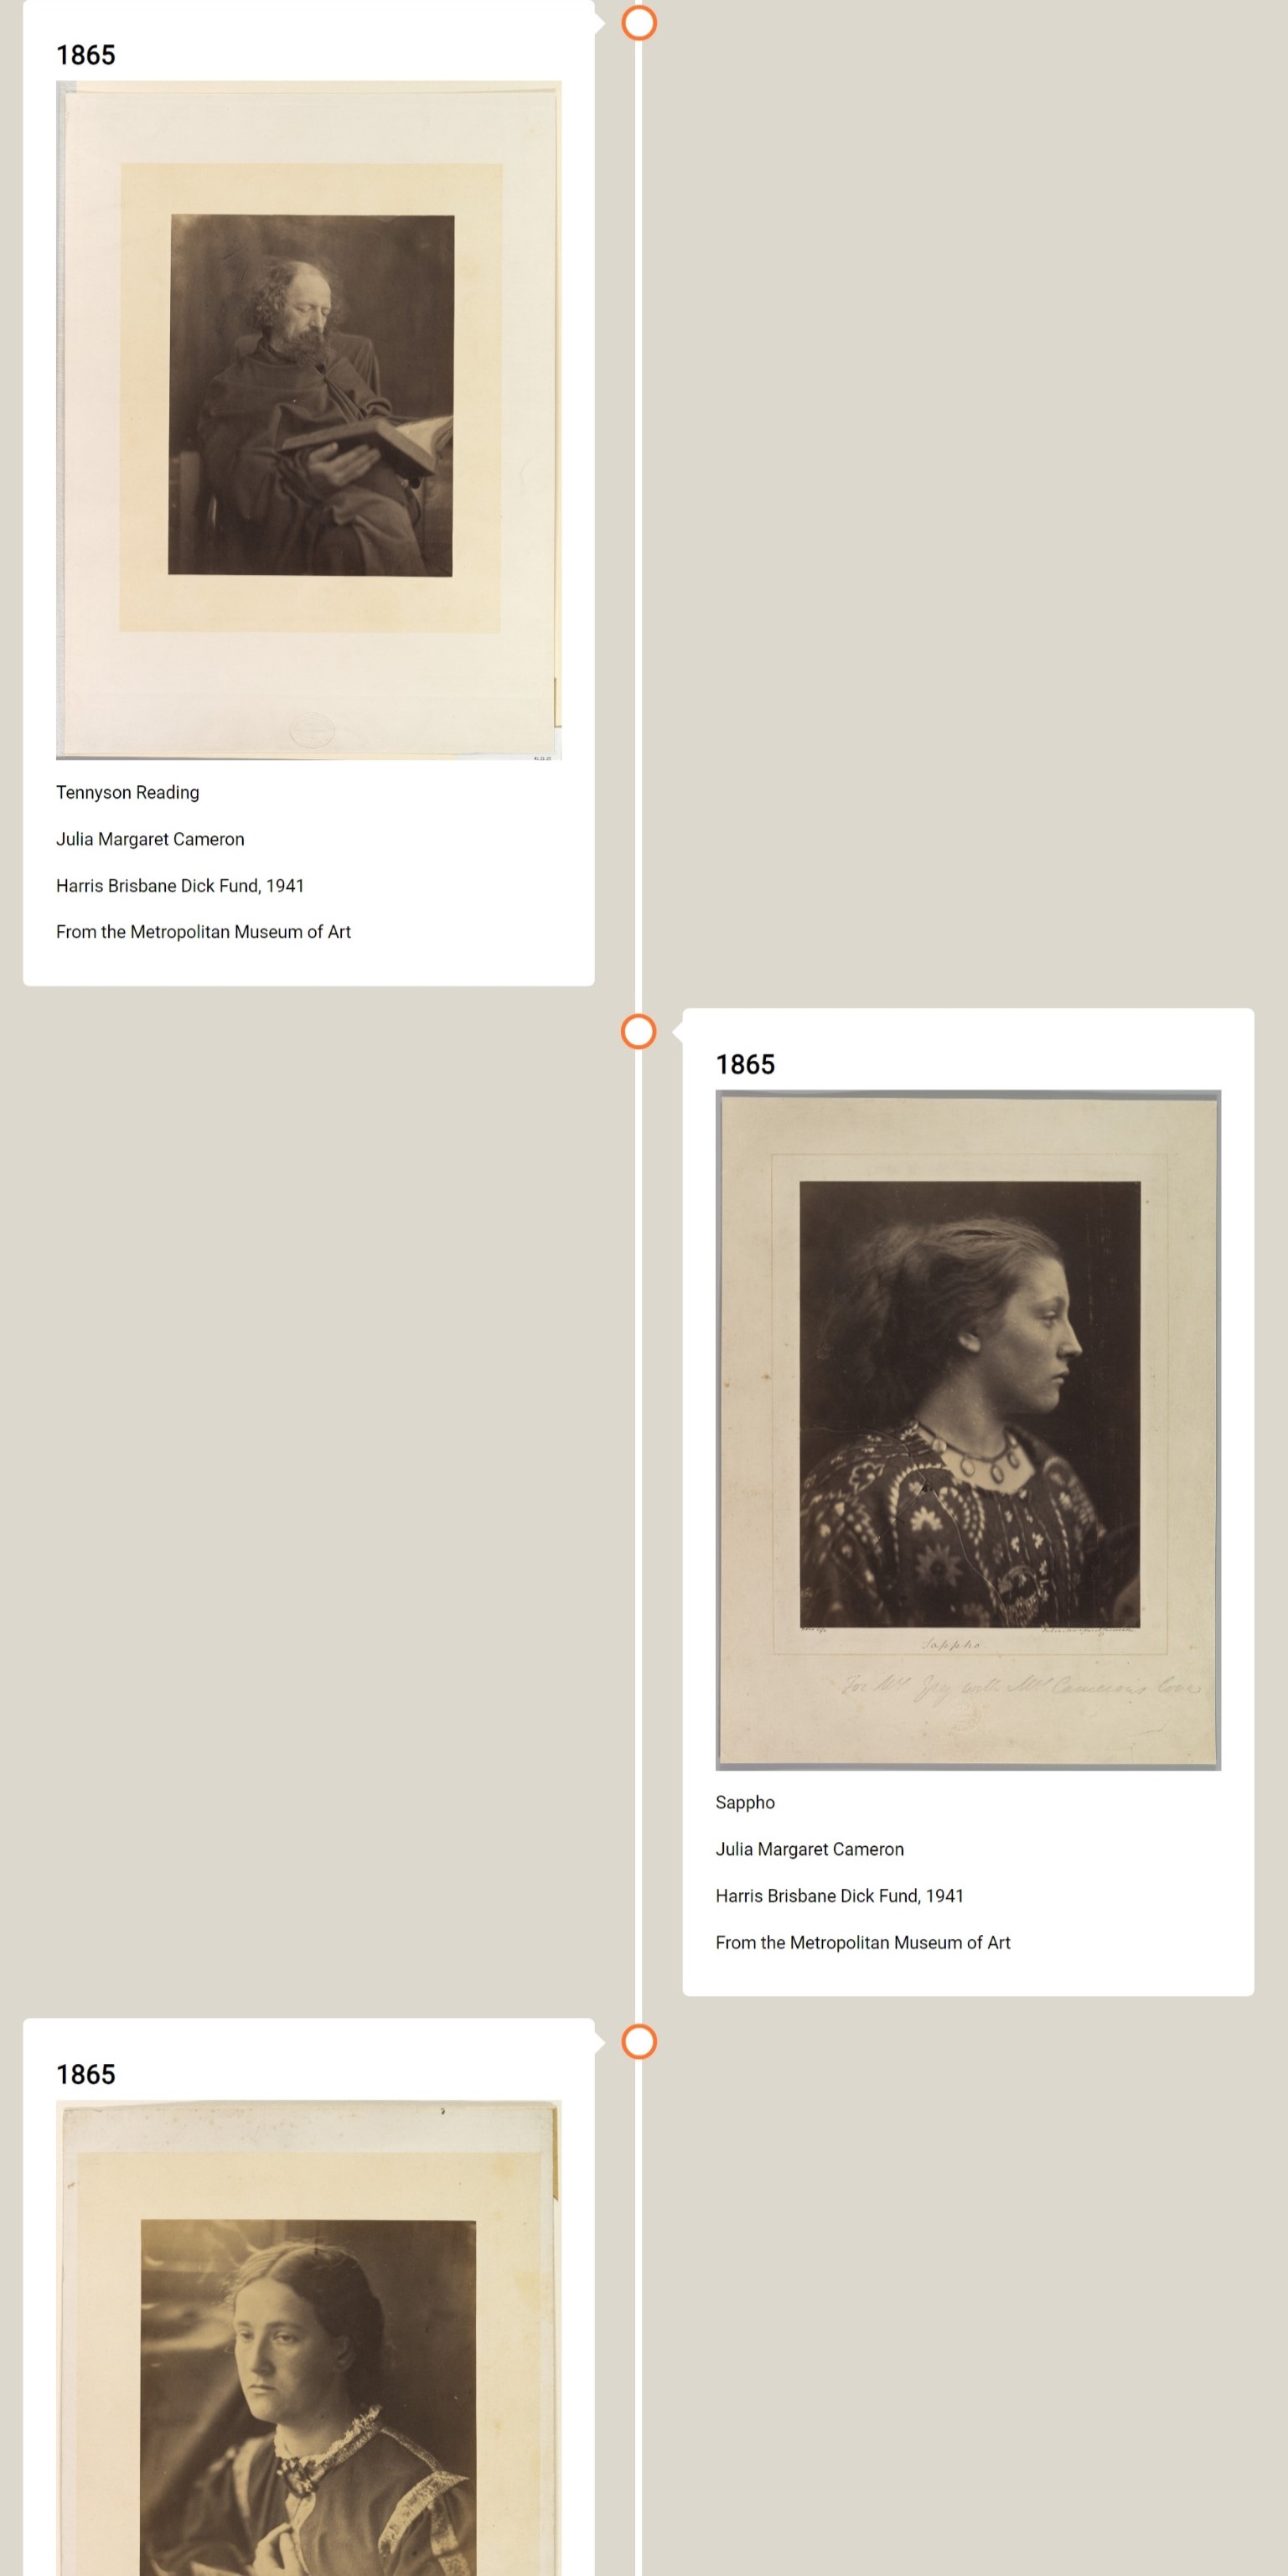 1865
Tennyson Reading
Julia Margaret Cameron
Harris Brisbane Dick Fund, 1941
From the Metropolitan Museum of Art
1865
Sappho
For Mrs with Mrs Cameron's love
Sappho
Julia Margaret Cameron
Harris Brisbane Dick Fund, 1941
From the Metropolitan Museum of Art
1865